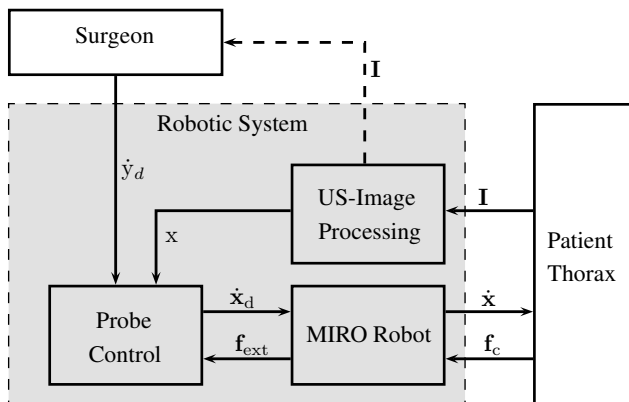 Surgeon
I
Robotic System
ẏ_d
US-Image
Processing
I
x
Patient
Thorax
Probe
Control
ẋ_d
f_ext
MIRO Robot
ẋ
f_c